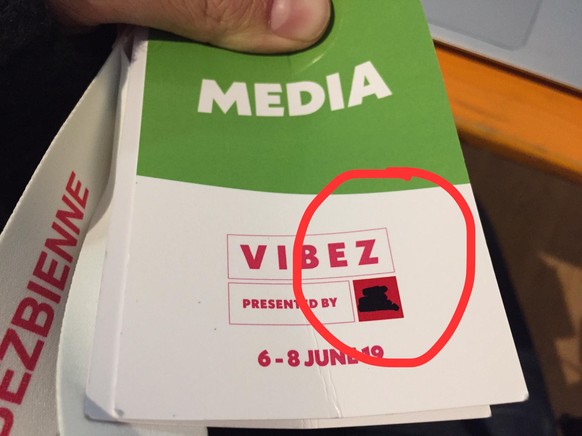 MEDIA
VIBEZ
PRESENTED BY
6 - 8 JUNE 19
EZBIENNE